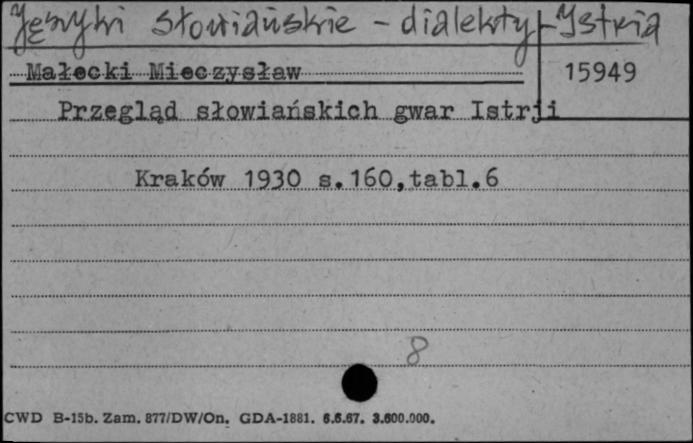 Języki słowiańskie - dialekty - Istria
Małecki Mieczysław
15949
Przegląd słowiańskich gwar Istrji
Kraków 1930 s.160,tabl.6
8
CWD B-15b. Zam. 877/DW/On. GDA-1881. 6.6.67. 3.600.000.